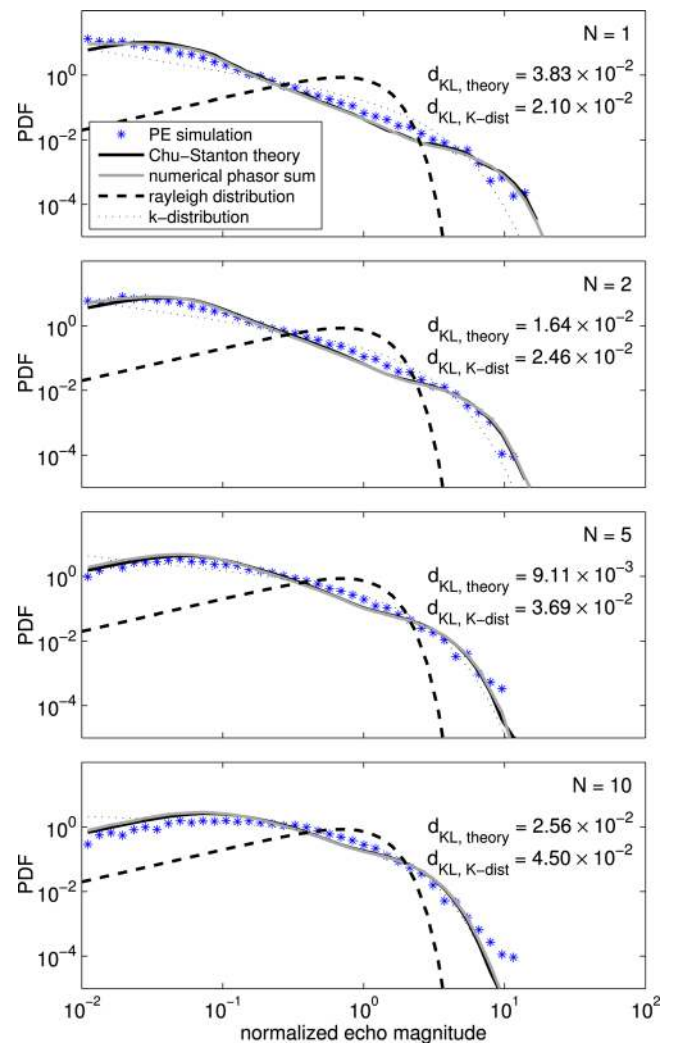 N = 1
d_KL, theory = 3.83 × 10^-2
d_KL, K-dist = 2.10 × 10^-2
PDF
10^0
10^-2
10^-4
PE simulation
Chu-Stanton theory
numerical phasor sum
rayleigh distribution
k-distribution
N = 2
d_KL, theory = 1.64 × 10^-2
d_KL, K-dist = 2.46 × 10^-2
PDF
10^0
10^-2
10^-4
N = 5
d_KL, theory = 9.11 × 10^-3
d_KL, K-dist = 3.69 × 10^-2
PDF
10^0
10^-2
10^-4
N = 10
d_KL, theory = 2.56 × 10^-2
d_KL, K-dist = 4.50 × 10^-2
PDF
10^0
10^-2
10^-4
10^-2 10^-1 10^0 10^1 10^2
normalized echo magnitude